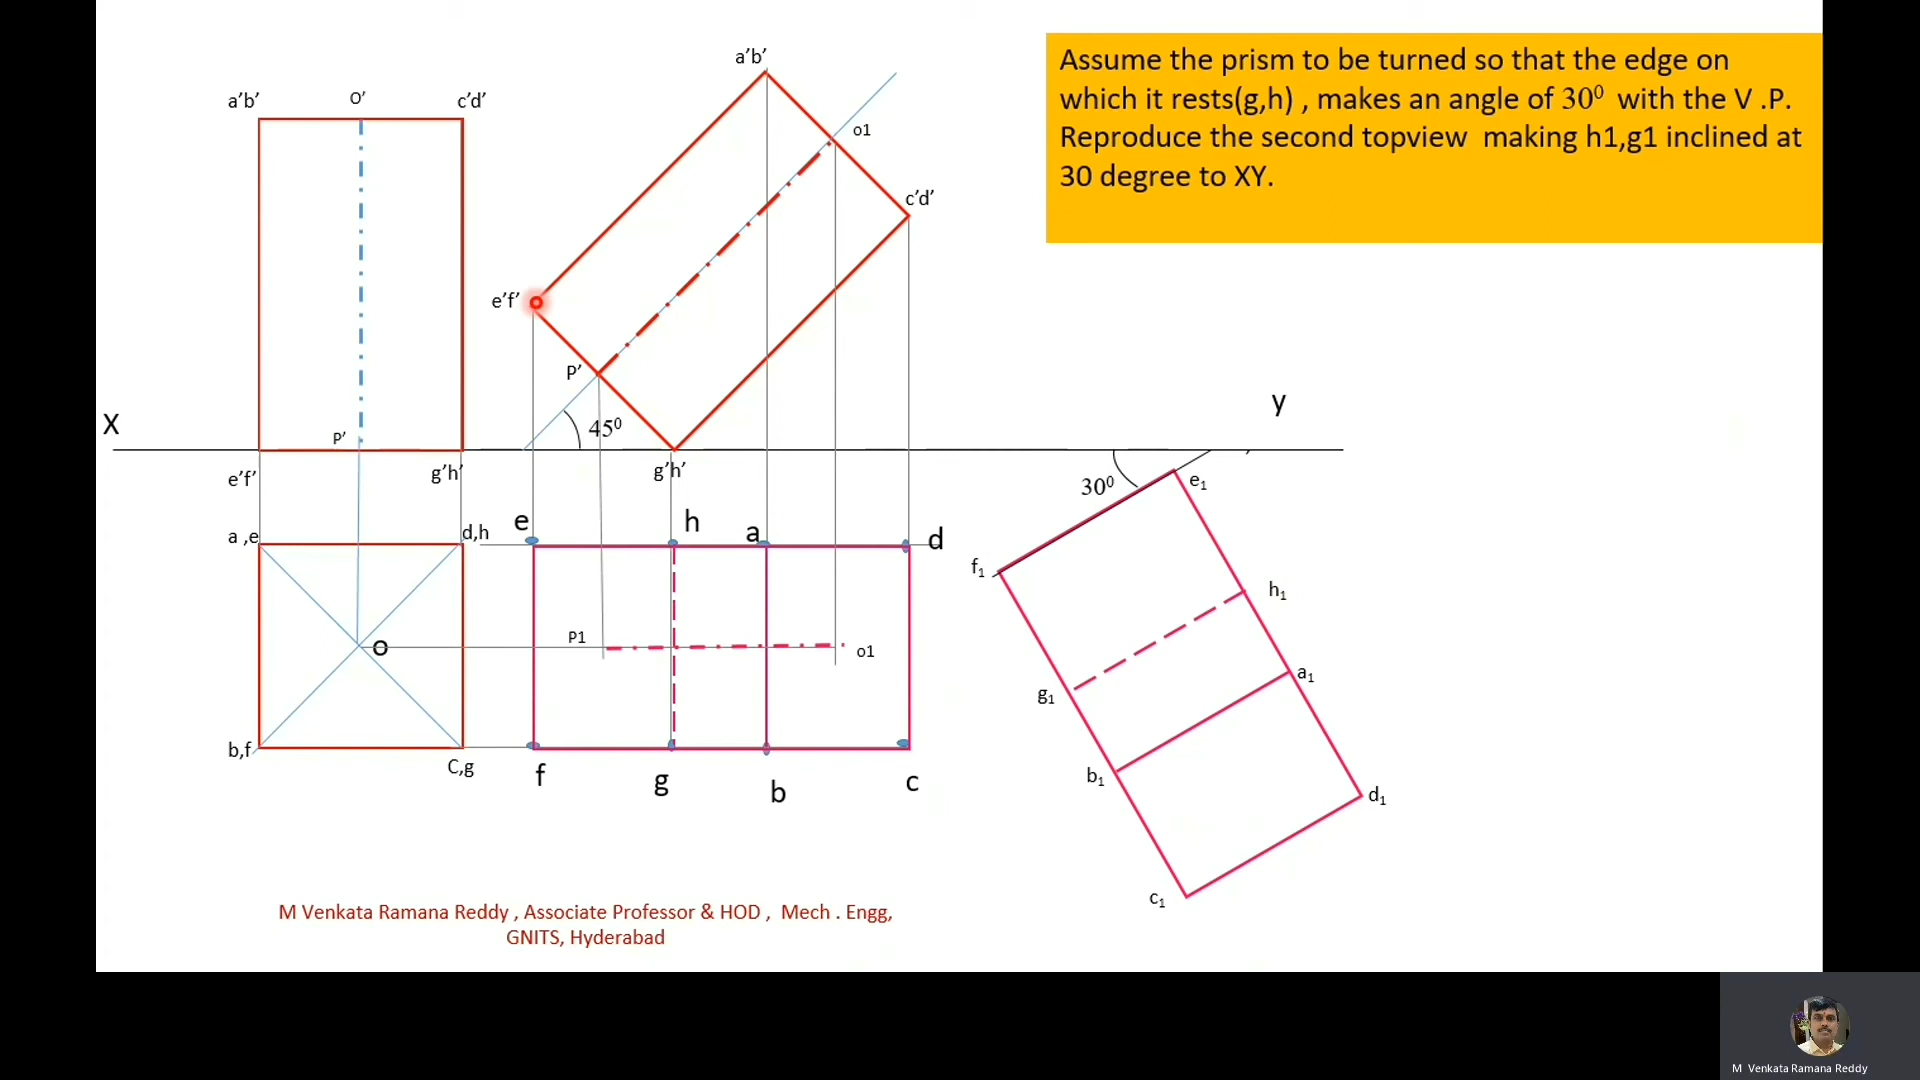 Assume the prism to be turned so that the edge on
which it rests(g,h) , makes an angle of 30⁰ with the V .P.
Reproduce the second topview making h1,g1 inclined at
30 degree to XY.
a'b'
a'b'
O'
c'd'
o1
c'd'
e'f'
P'
45⁰
X
y
P'
e'f'
g'h'
g'h'
30⁰
e₁
a ,e
d,h
e
h
a
d
f₁
h₁
O
P1
o1
g₁
a₁
b,f
C,g
f
g
b
c
b₁
d₁
c₁
M Venkata Ramana Reddy , Associate Professor & HOD , Mech . Engg,
GNITS, Hyderabad
M Venkata Ramana Reddy